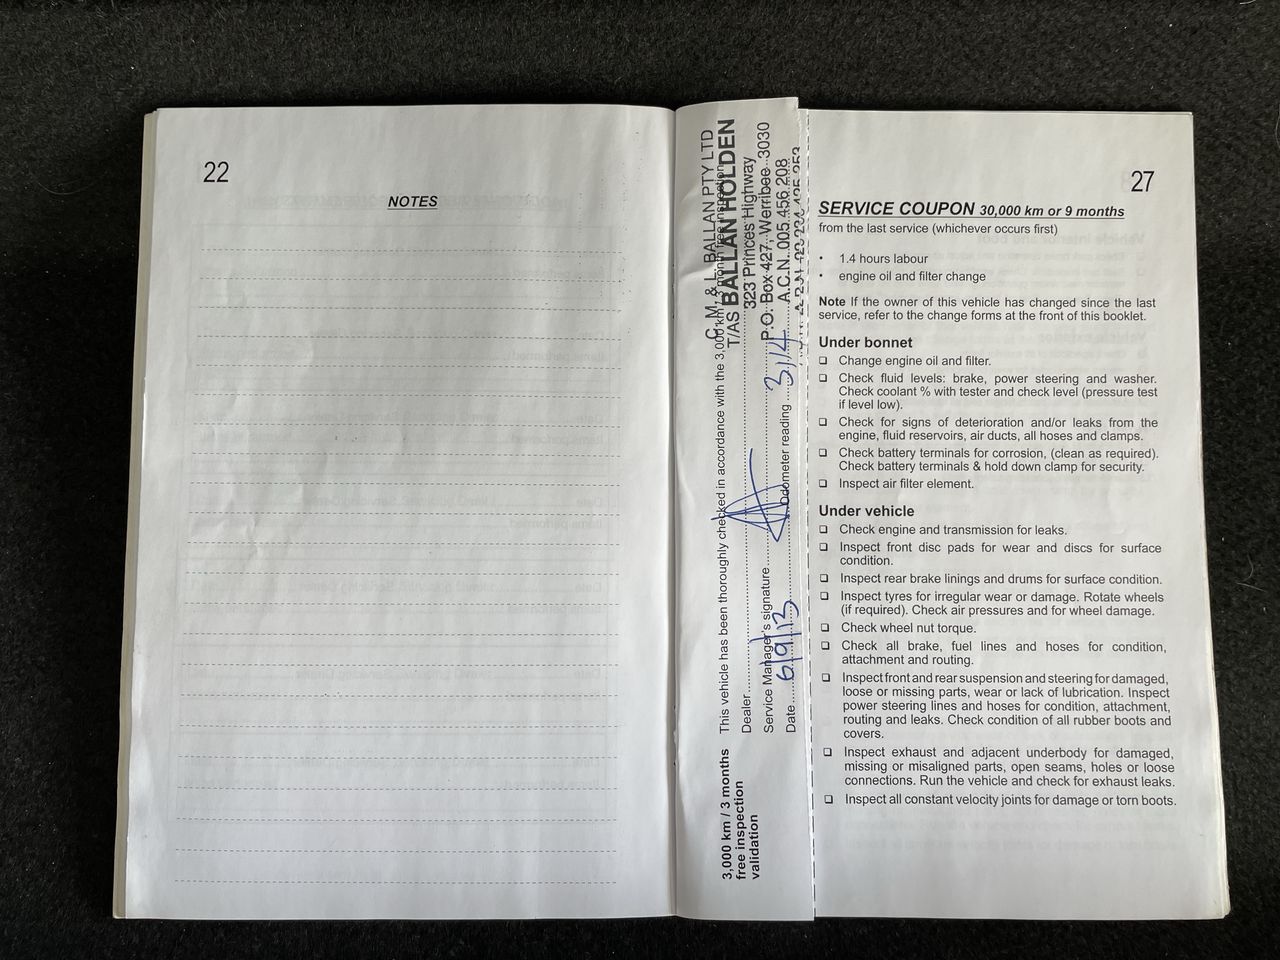 22
NOTES
3,000 km / 3 months
free inspection
validation
This vehicle has been thoroughly checked in accordance with the 3,000 km / 3 month free inspection.
Dealer
Service Manager's signature
Date 6/9/13 Odometer reading
C. M. & L. BALLAN PTY LTD
T/AS BALLAN HOLDEN
323 Princes Highway
P.O. Box 427, Werribee 3030
A.C.N. 005 456 208
27
SERVICE COUPON 30,000 km or 9 months
from the last service (whichever occurs first)
• 1.4 hours labour
• engine oil and filter change
Note If the owner of this vehicle has changed since the last
service, refer to the change forms at the front of this booklet.
Under bonnet
❑ Change engine oil and filter.
❑ Check fluid levels: brake, power steering and washer.
Check coolant % with tester and check level (pressure test
if level low).
❑ Check for signs of deterioration and/or leaks from the
engine, fluid reservoirs, air ducts, all hoses and clamps.
❑ Check battery terminals for corrosion, (clean as required).
Check battery terminals & hold down clamp for security.
❑ Inspect air filter element.
Under vehicle
❑ Check engine and transmission for leaks.
❑ Inspect front disc pads for wear and discs for surface
condition.
❑ Inspect rear brake linings and drums for surface condition.
❑ Inspect tyres for irregular wear or damage. Rotate wheels
(if required). Check air pressures and for wheel damage.
❑ Check wheel nut torque.
❑ Check all brake, fuel lines and hoses for condition,
attachment and routing.
❑ Inspect front and rear suspension and steering for damaged,
loose or missing parts, wear or lack of lubrication. Inspect
power steering lines and hoses for condition, attachment,
routing and leaks. Check condition of all rubber boots and
covers.
❑ Inspect exhaust and adjacent underbody for damaged,
missing or misaligned parts, open seams, holes or loose
connections. Run the vehicle and check for exhaust leaks.
❑ Inspect all constant velocity joints for damage or torn boots.